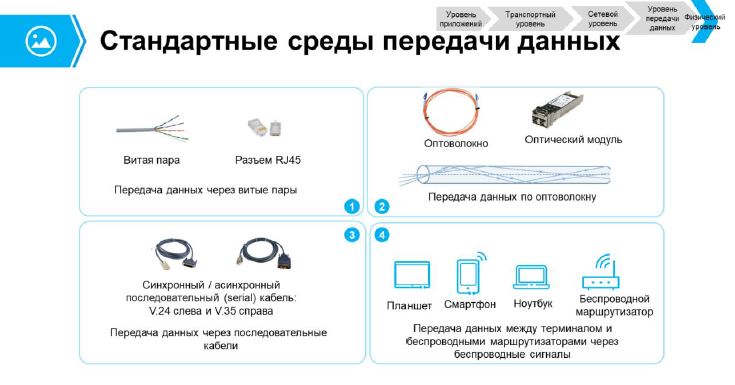 Уровень приложений
Транспортный уровень
Сетевой уровень
Уровень передачи данных
Физический уровень
Стандартные среды передачи данных
Витая пара
Разъем RJ45
Передача данных через витые пары
1
Оптоволокно
Оптический модуль
Передача данных по оптоволокну
2
Синхронный / асинхронный
последовательный (serial) кабель:
V.24 слева и V.35 справа
Передача данных через последовательные
кабели
3
4
Планшет
Смартфон
Ноутбук
Беспроводной
маршрутизатор
Передача данных между терминалом и
беспроводными маршрутизаторами через
беспроводные сигналы